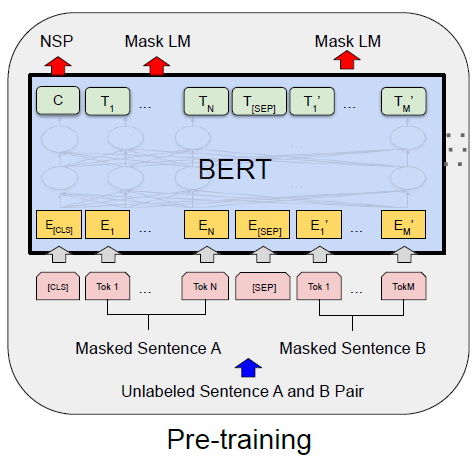 NSP Mask LM Mask LM
C T1 ... TN T[SEP] T1' ... TM'
...
BERT
...
E[CLS] E1 ... EN E[SEP] E1' ... EM'
[CLS] Tok 1 ... Tok N [SEP] Tok 1 ... TokM
Masked Sentence A Masked Sentence B
Unlabeled Sentence A and B Pair
Pre-training